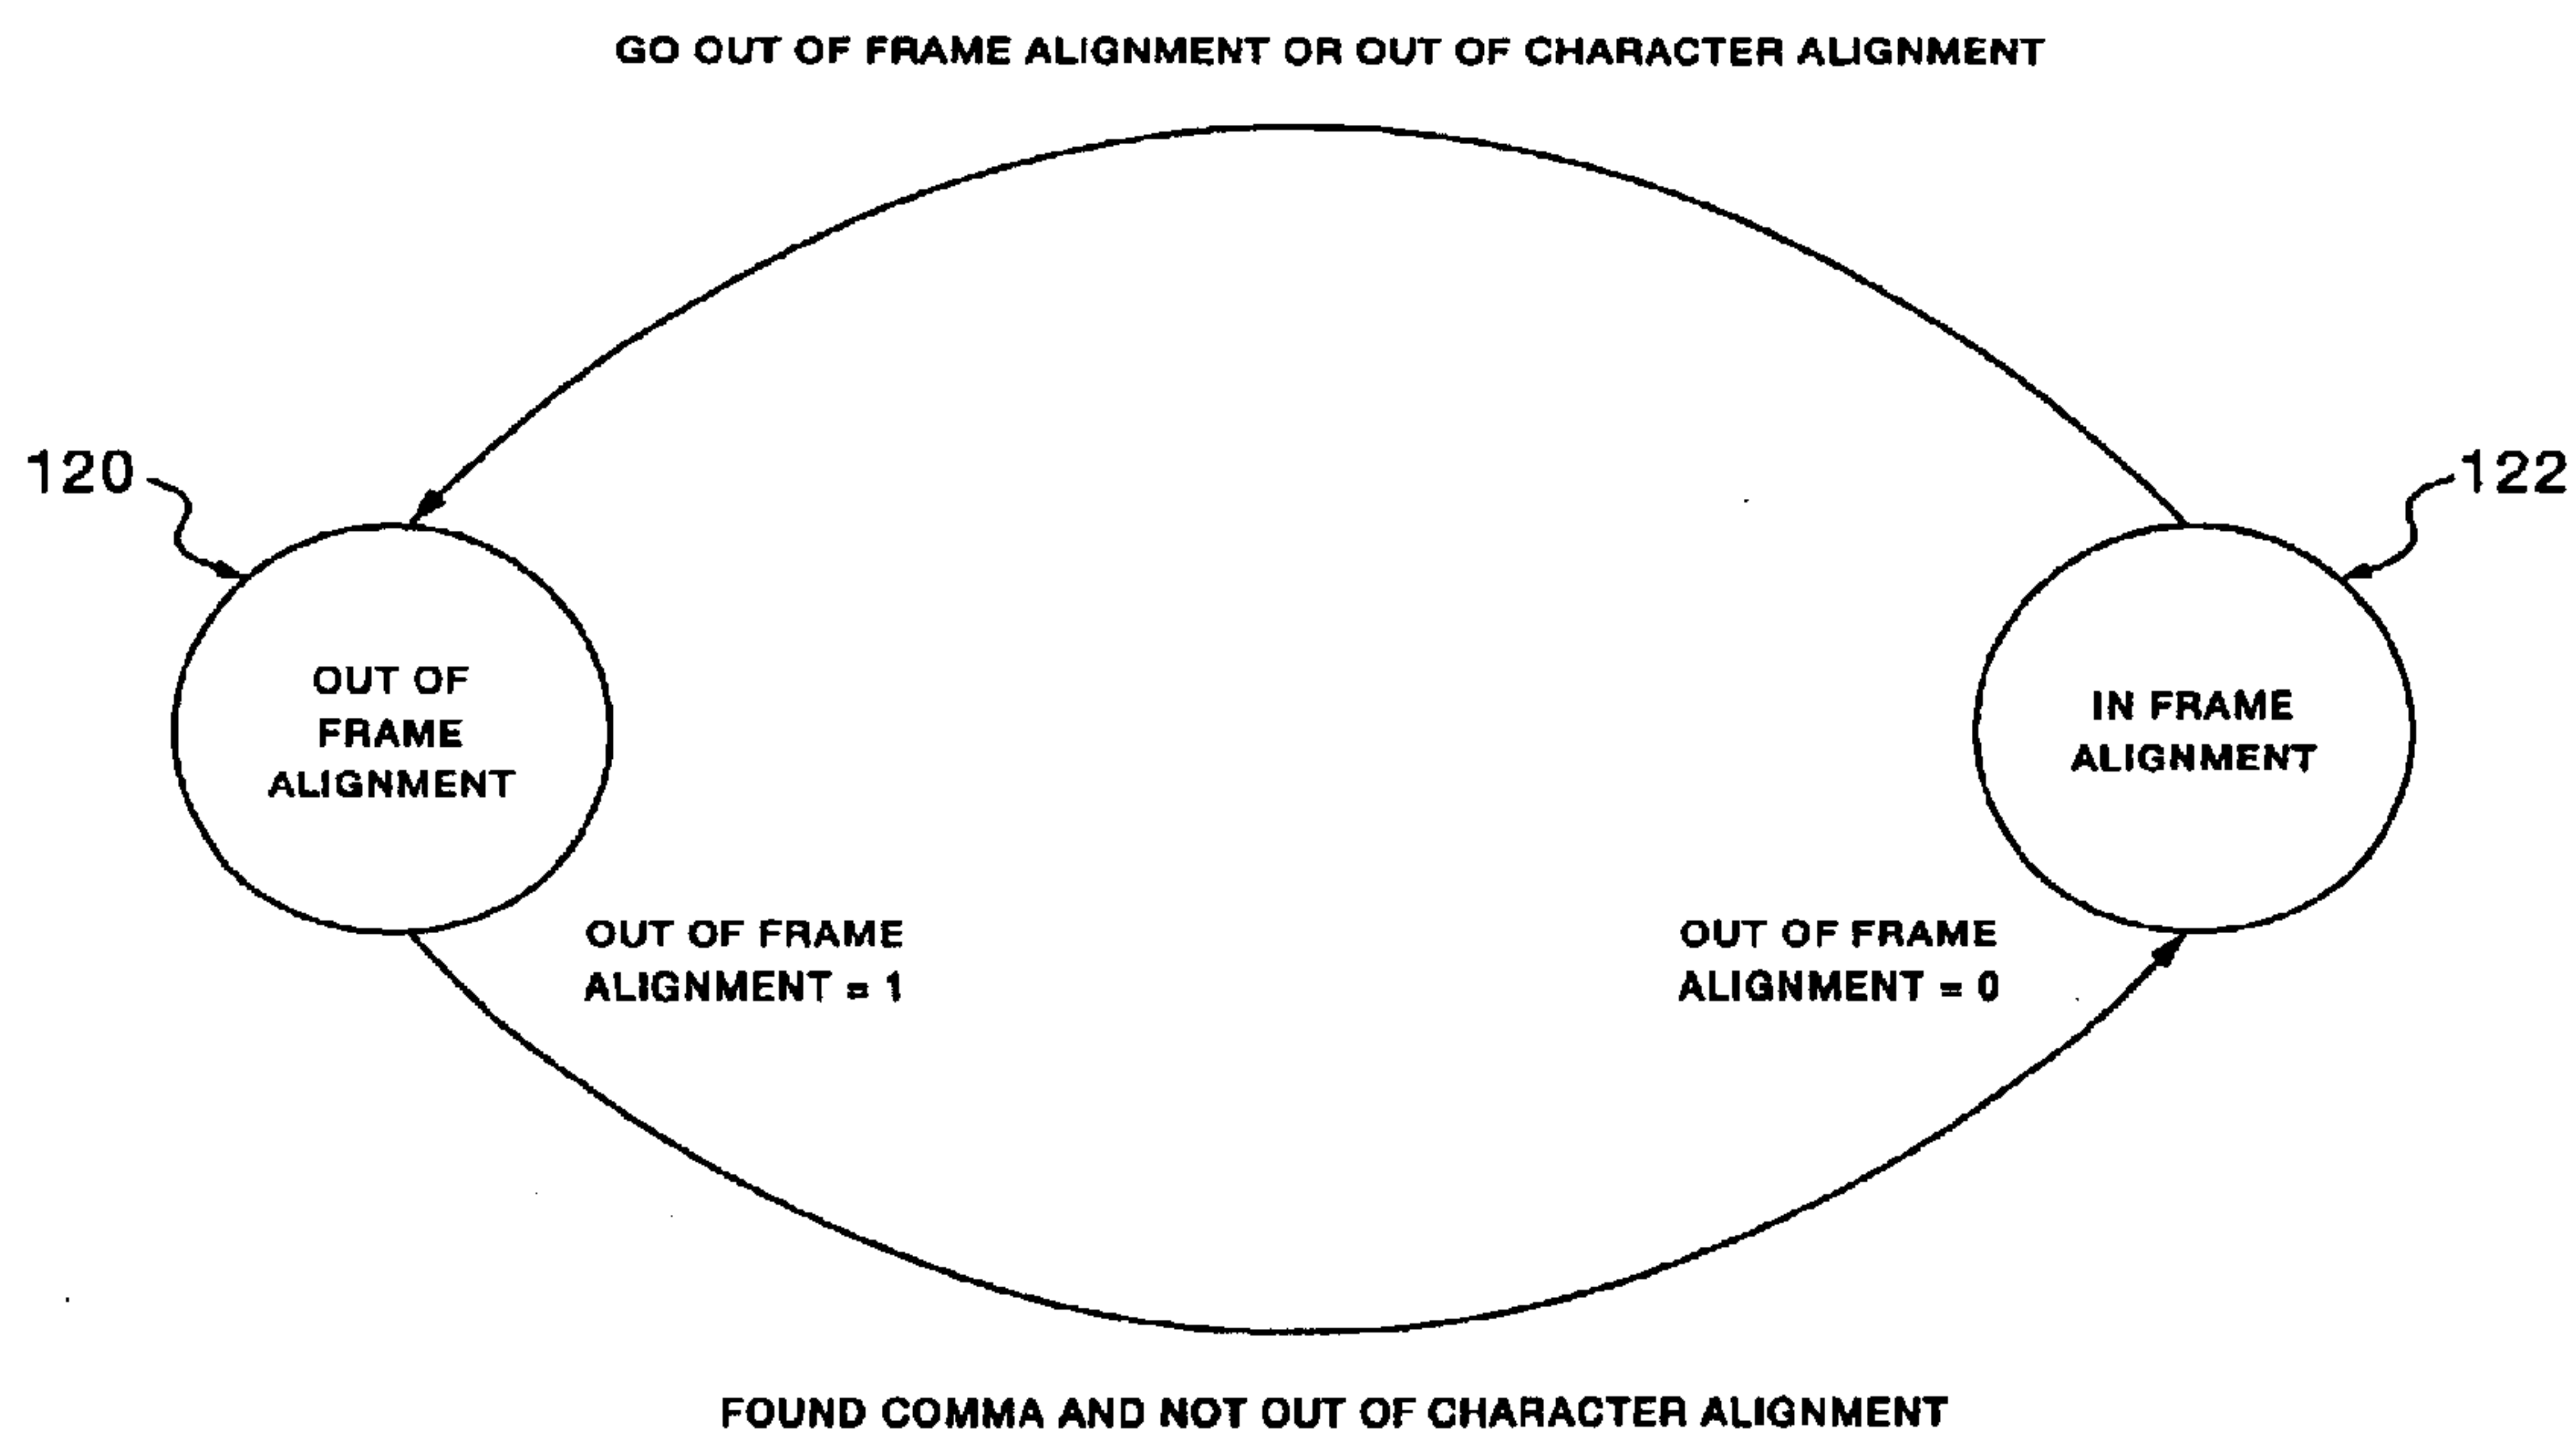 GO OUT OF FRAME ALIGNMENT OR OUT OF CHARACTER ALIGNMENT
120
122
OUT OF
FRAME
ALIGNMENT
IN FRAME
ALIGNMENT
OUT OF FRAME
ALIGNMENT = 1
OUT OF FRAME
ALIGNMENT = 0
FOUND COMMA AND NOT OUT OF CHARACTER ALIGNMENT